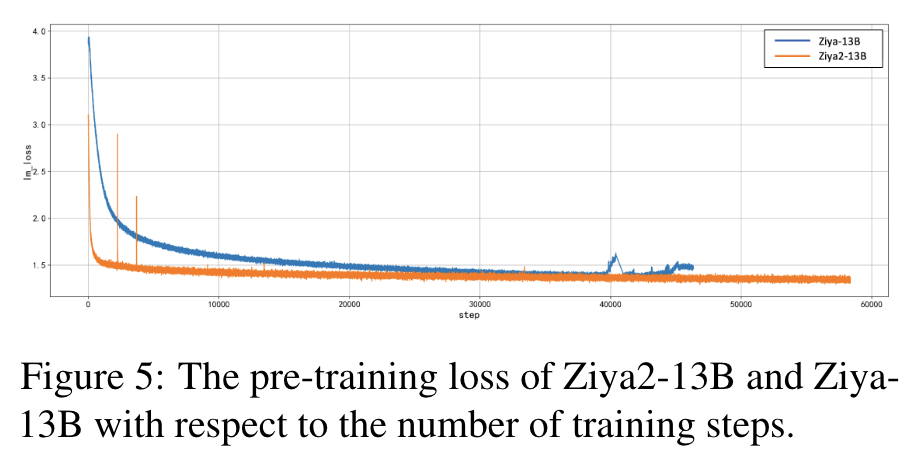 4.0
Ziya-13B
Ziya2-13B
3.5
3.0
lm_loss
2.5
2.0
1.5
0 10000 20000 30000 40000 50000 60000
step
Figure 5: The pre-training loss of Ziya2-13B and Ziya-
13B with respect to the number of training steps.